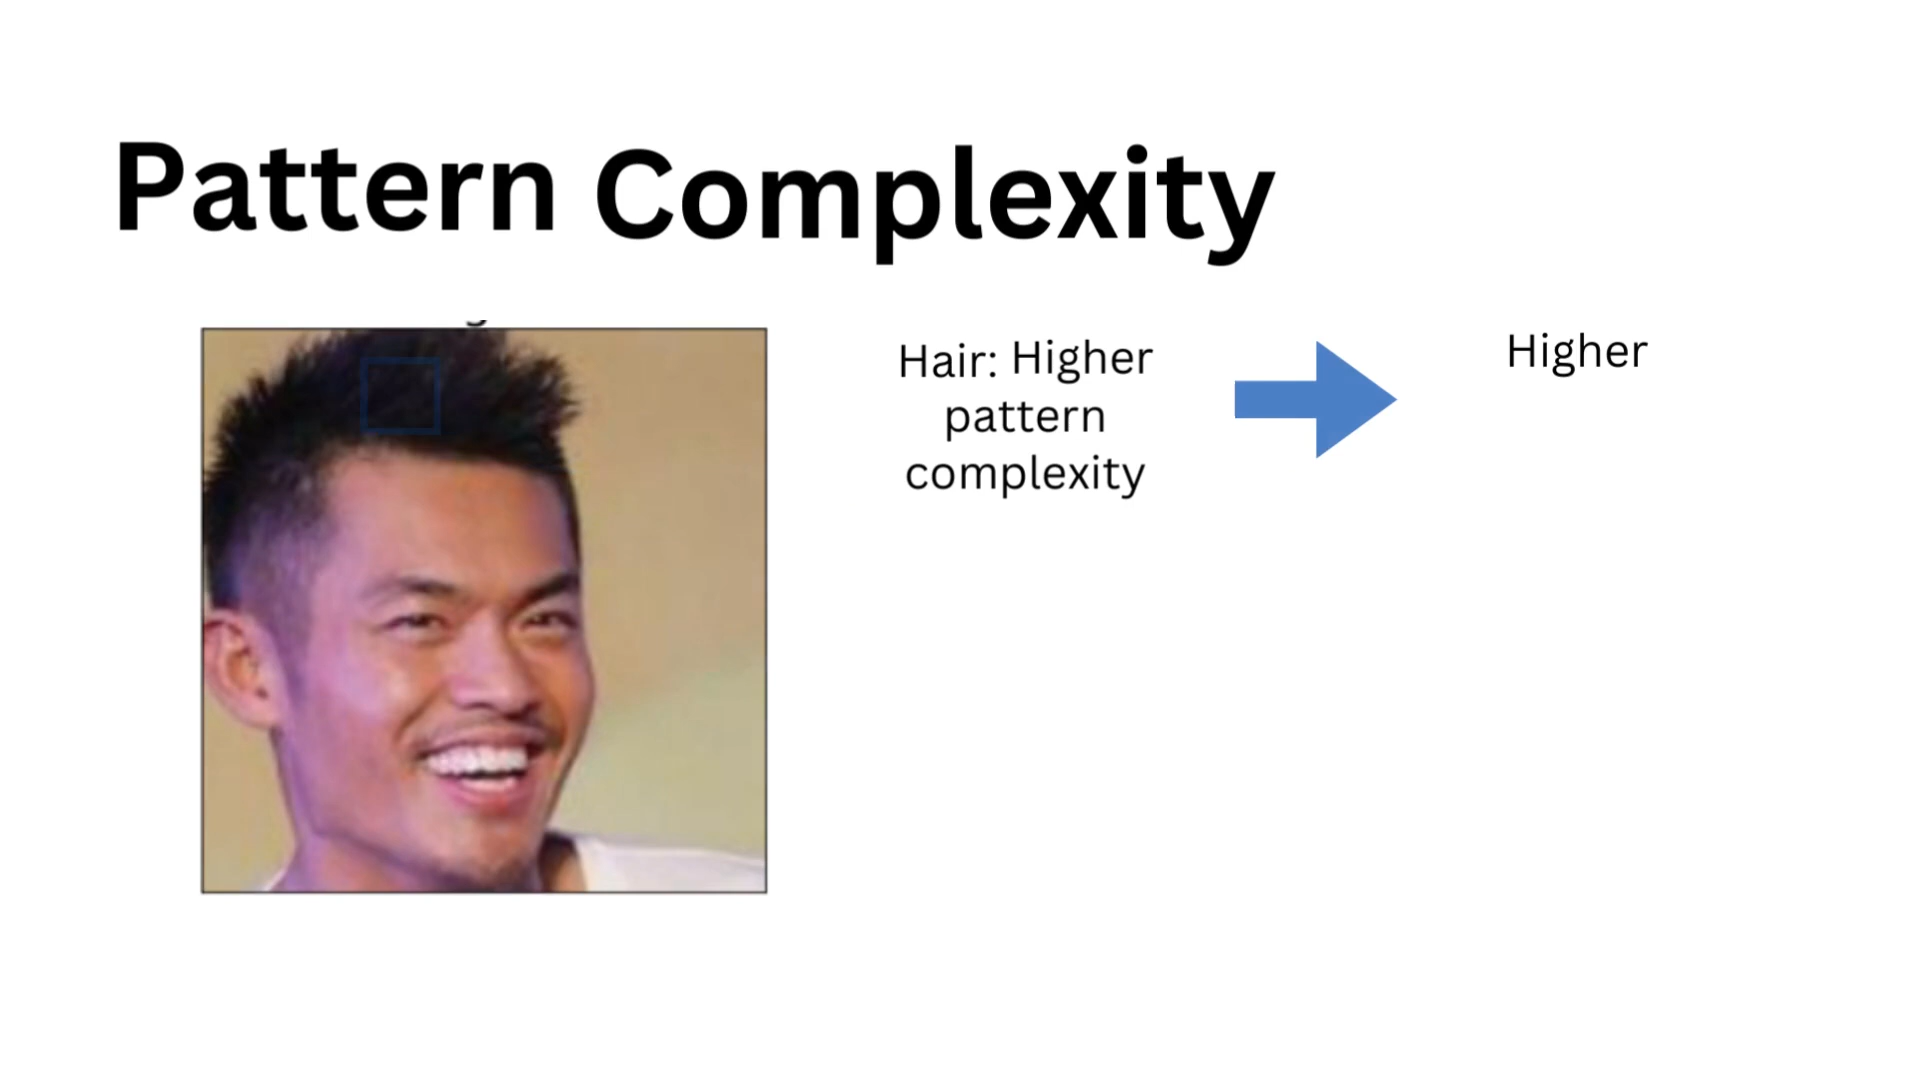 Pattern Complexity
Hair: Higher
pattern
complexity
Higher